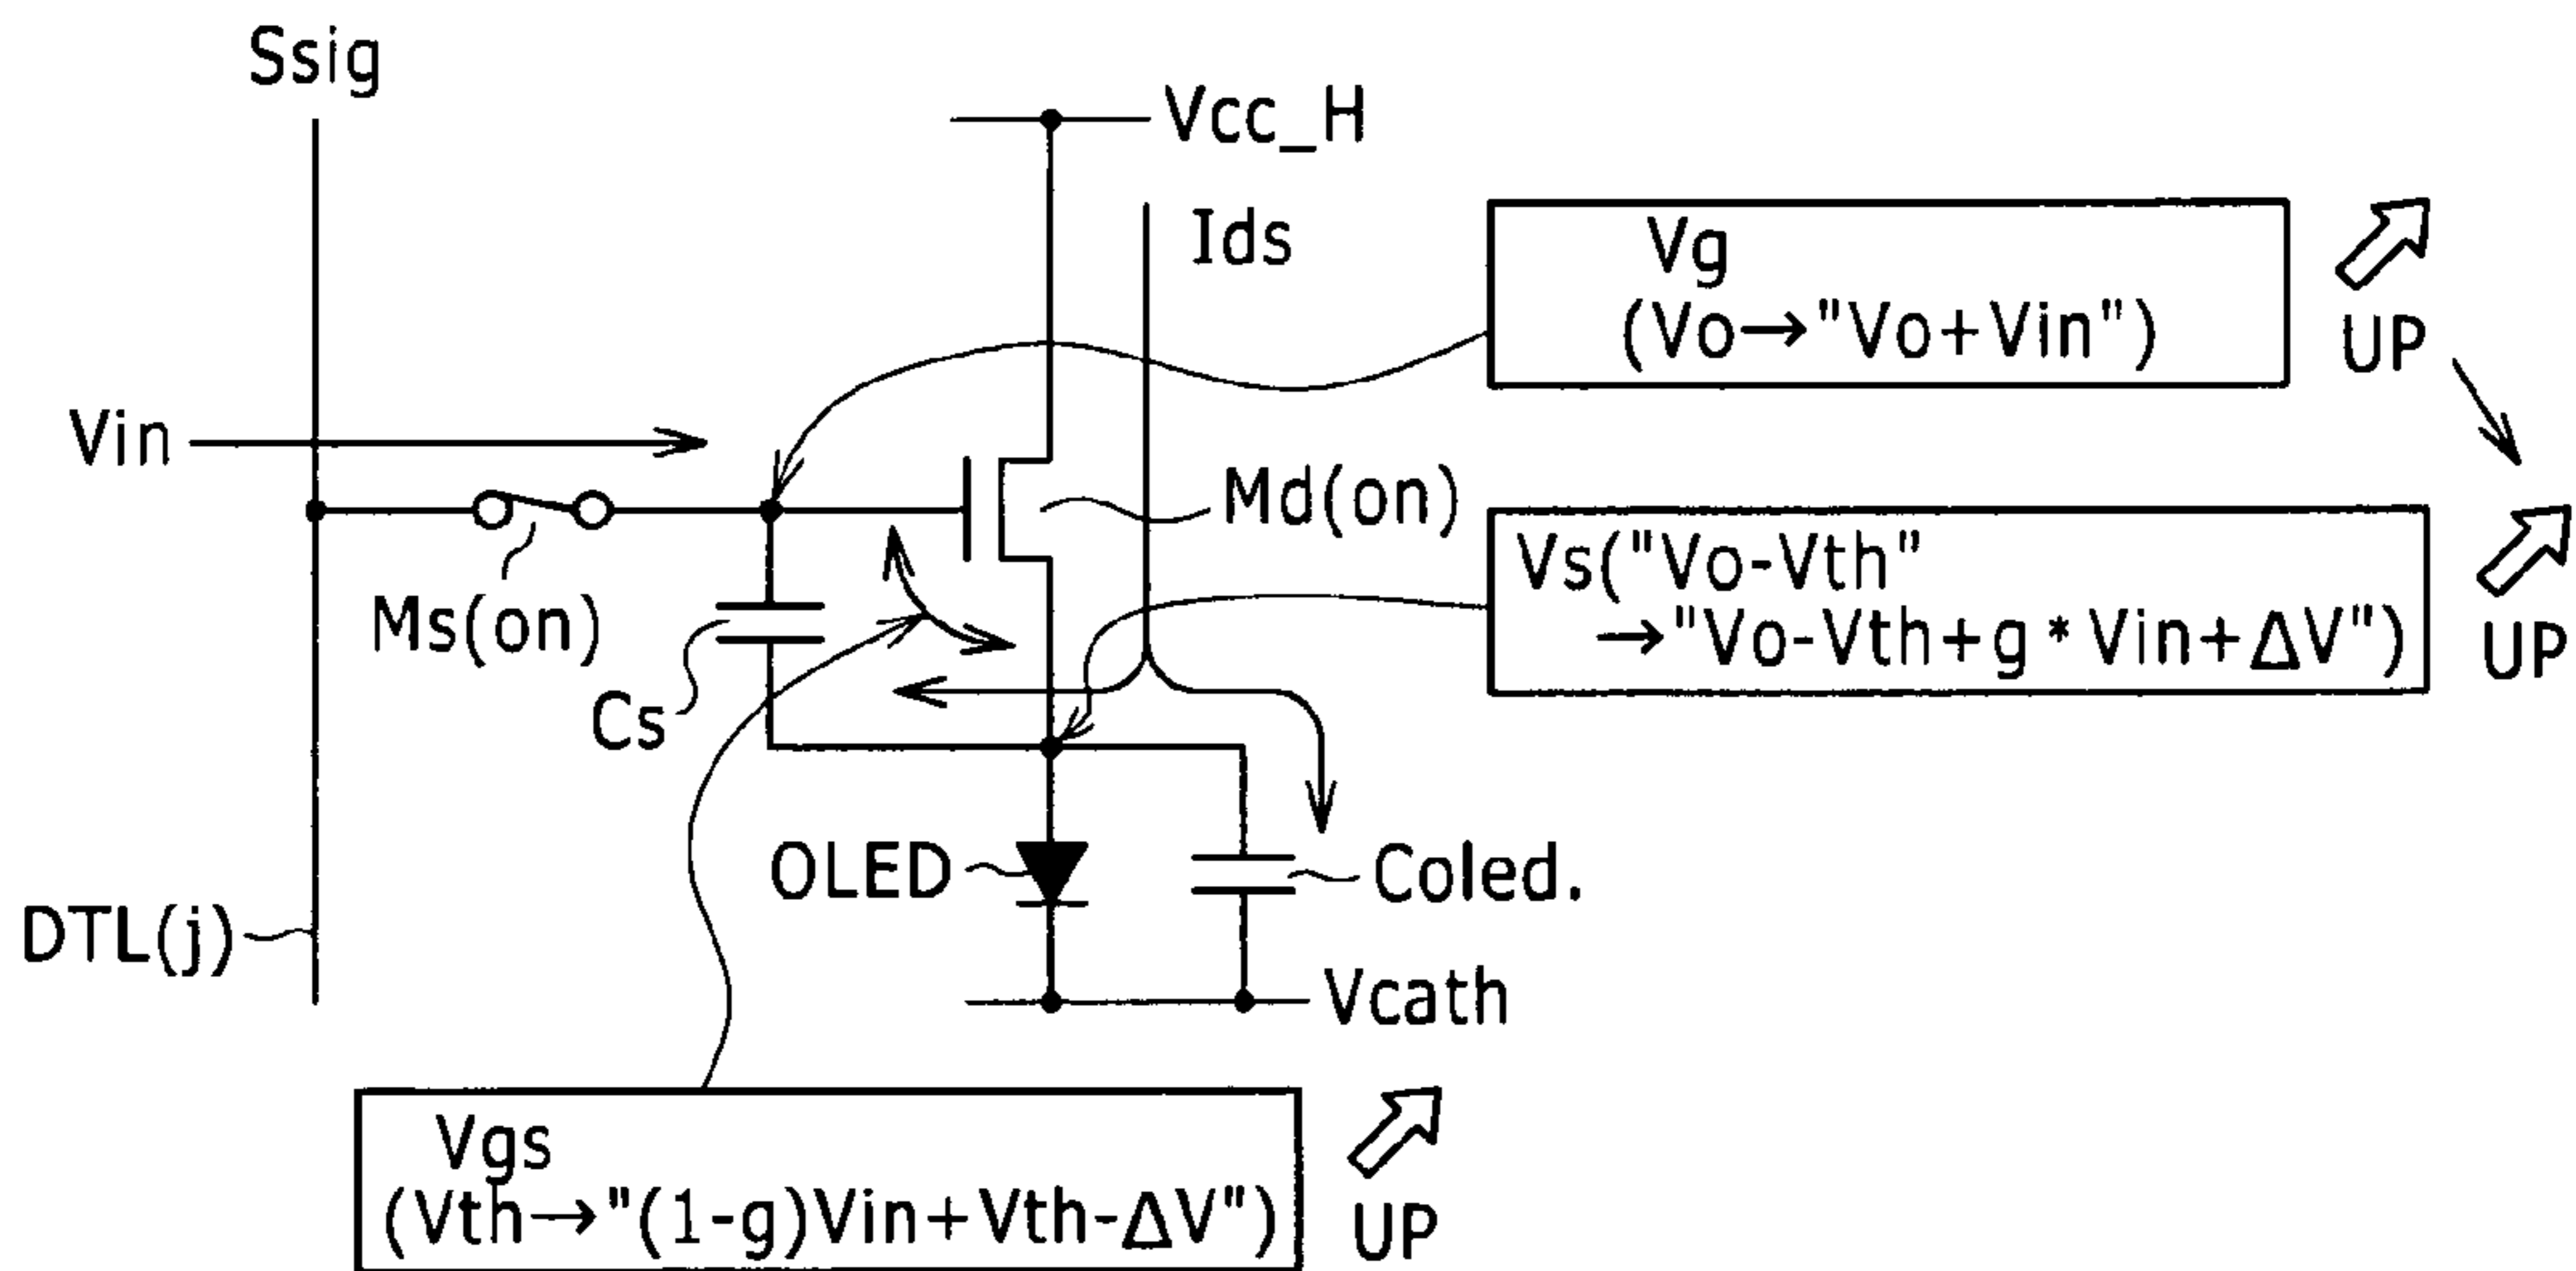 Ssig
Vcc_H
Ids
Vg
(Vo→"Vo+Vin")
UP
Vin
Md(on)
Vs("Vo-Vth"
→"Vo-Vth+g*Vin+ΔV")
UP
Ms(on)
Cs
OLED
Coled.
DTL(j)
Vcath
Vgs
(Vth→"(1-g)Vin+Vth-ΔV")
UP